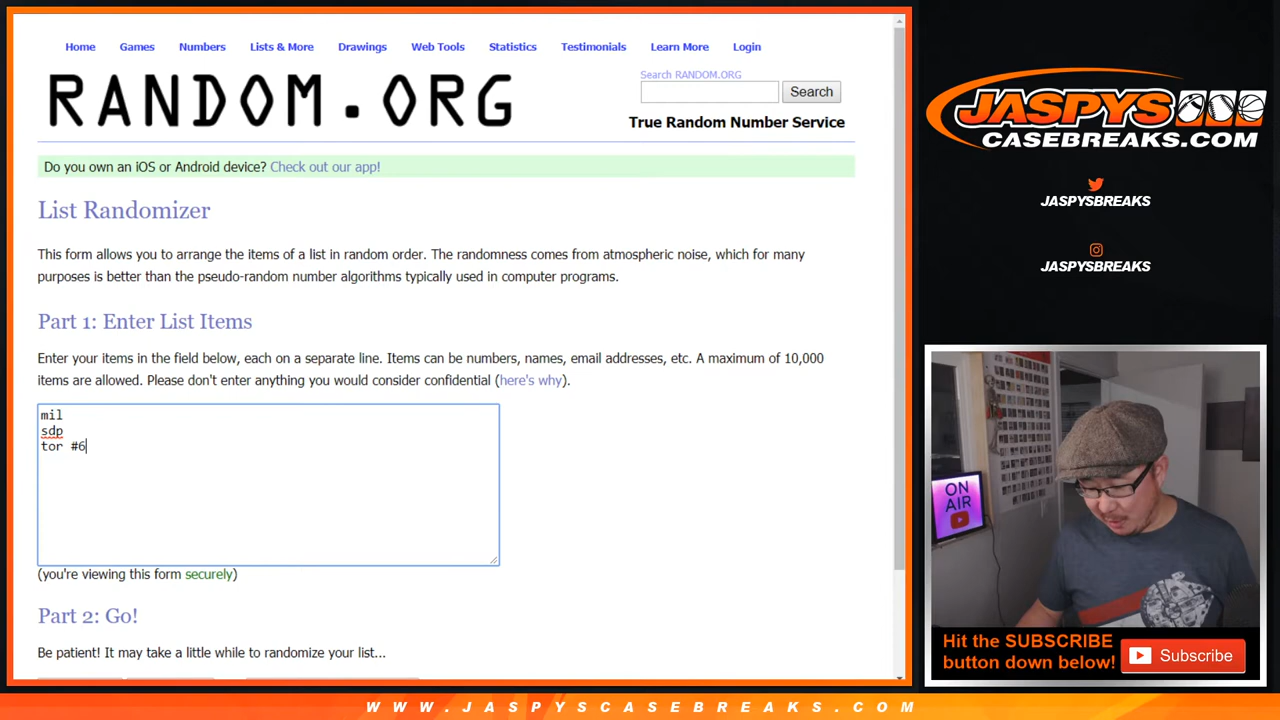 Home Games Numbers Lists & More Drawings Web Tools Statistics Testimonials Learn More Login
RANDOM.ORG
Search RANDOM.ORG
Search
True Random Number Service
Do you own an iOS or Android device? Check out our app!
List Randomizer
This form allows you to arrange the items of a list in random order. The randomness comes from atmospheric noise, which for many
purposes is better than the pseudo-random number algorithms typically used in computer programs.
Part 1: Enter List Items
Enter your items in the field below, each on a separate line. Items can be numbers, names, email addresses, etc. A maximum of 10,000
items are allowed. Please don't enter anything you would consider confidential (here's why).
mil
sdp
tor #6
(you're viewing this form securely)
Part 2: Go!
Be patient! It may take a little while to randomize your list...
JASPYS
CASEBREAKS.COM
JASPYSBREAKS
JASPYSBREAKS
ON
AIR
Hit the SUBSCRIBE
button down below!
Subscribe
WWW.JASPYSCASEBREAKS.COM